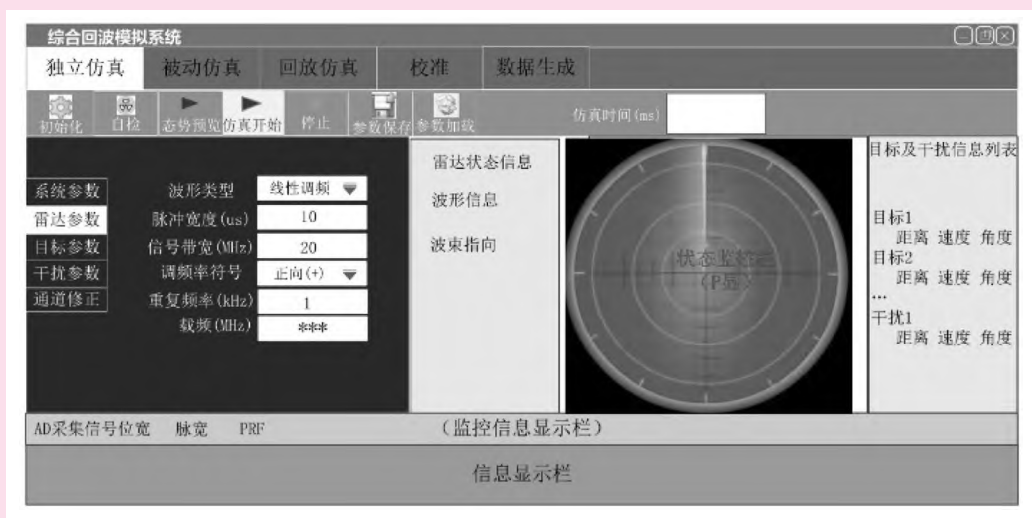 综合回波模拟系统
独立仿真 被动仿真 回放仿真 校准 数据生成
初始化 自检 态势预览 仿真开始 停止 参数保存 参数加载 仿真时间(ms)
系统参数
雷达参数
目标参数
干扰参数
通道修正
波形类型 线性调频
脉冲宽度(us) 10
信号带宽(MHz) 20
调频率符号 正向(+)
重复频率(kHz) 1
载频(MHz) ***
雷达状态信息
波形信息
波束指向
状态监控
(P显)
目标及干扰信息列表
目标1
距离 速度 角度
目标2
距离 速度 角度
...
干扰1
距离 速度 角度
AD采集信号位宽 脉宽 PRF (监控信息显示栏)
信息显示栏